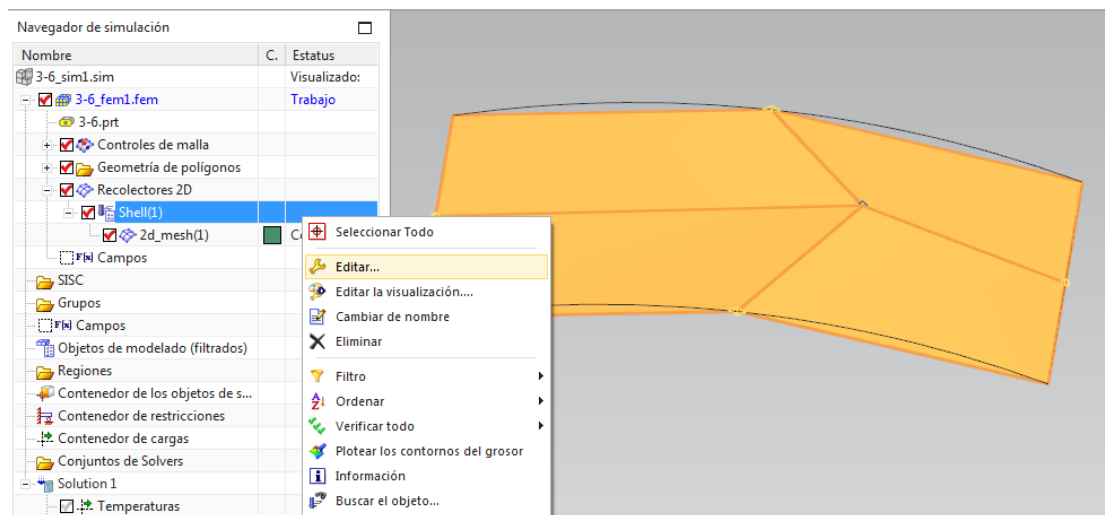 Navegador de simulación
Nombre C. Estatus
3-6_sim1.sim Visualizado:
3-6_fem1.fem Trabajo
3-6.prt
Controles de malla
Geometría de polígonos
Recolectores 2D
Shell(1)
2d_mesh(1)
F(x) Campos
SISC
Grupos
F(x) Campos
Objetos de modelado (filtrados)
Regiones
Contenedor de los objetos de s...
Contenedor de restricciones
Contenedor de cargas
Conjuntos de Solvers
Solution 1
Temperaturas
Seleccionar Todo
Editar...
Editar la visualización....
Cambiar de nombre
Eliminar
Filtro
Ordenar
Verificar todo
Plotear los contornos del grosor
Información
Buscar el objeto...